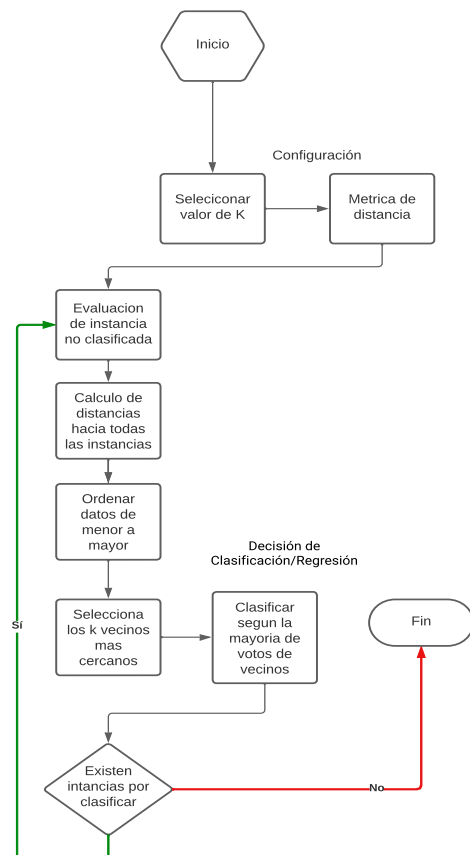 Inicio
Configuración
Seleciconar
valor de K
Metrica de
distancia
Evaluacion
de instancia
no clasificada
Calculo de
distancias
hacia todas
las instancias
Ordenar
datos de
menor a
mayor
Decisión de
Clasificación/Regresión
Selecciona
los k vecinos
mas
cercanos
Clasificar
segun la
mayoria de
votos de
vecinos
Fin
Sí
Existen
intancias por
clasificar
No